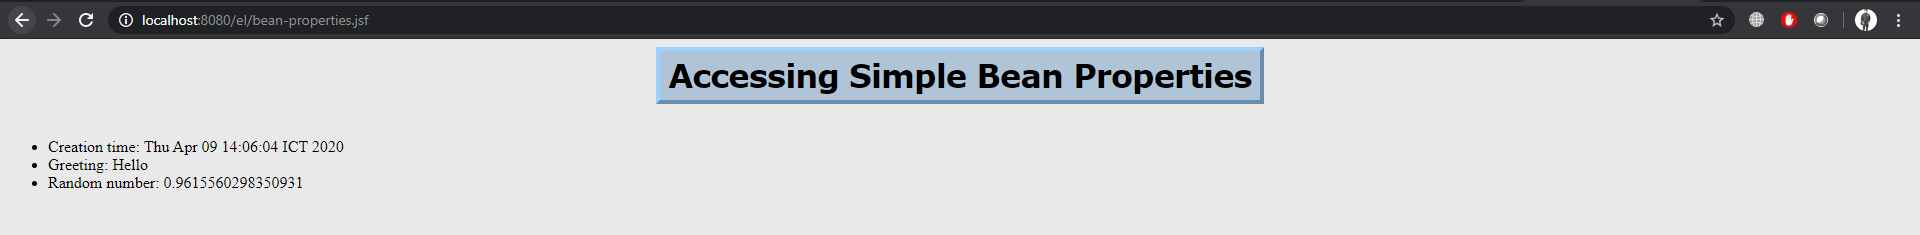 localhost:8080/el/bean-properties.jsf
Accessing Simple Bean Properties
Creation time: Thu Apr 09 14:06:04 ICT 2020
Greeting: Hello
Random number: 0.9615560298350931